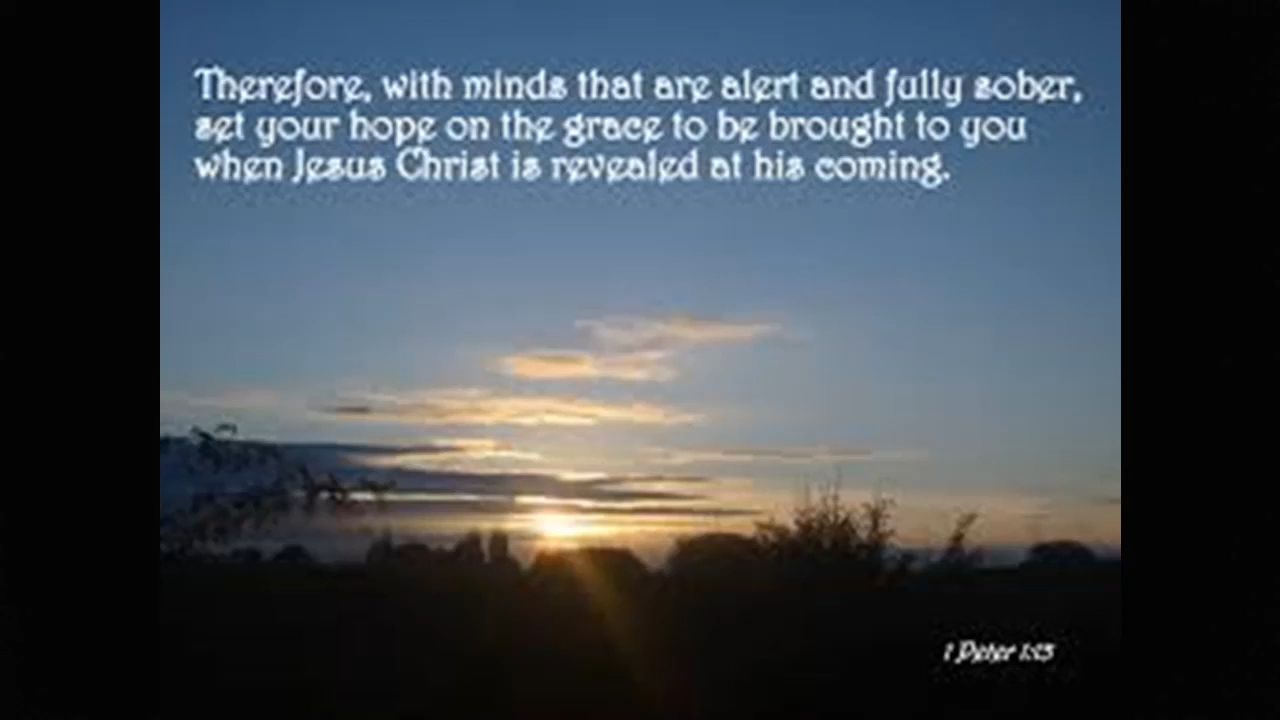 Therefore, with minds that are alert and fully sober,
set your hope on the grace to be brought to you
when Jesus Christ is revealed at his coming.
1 Peter 1:13